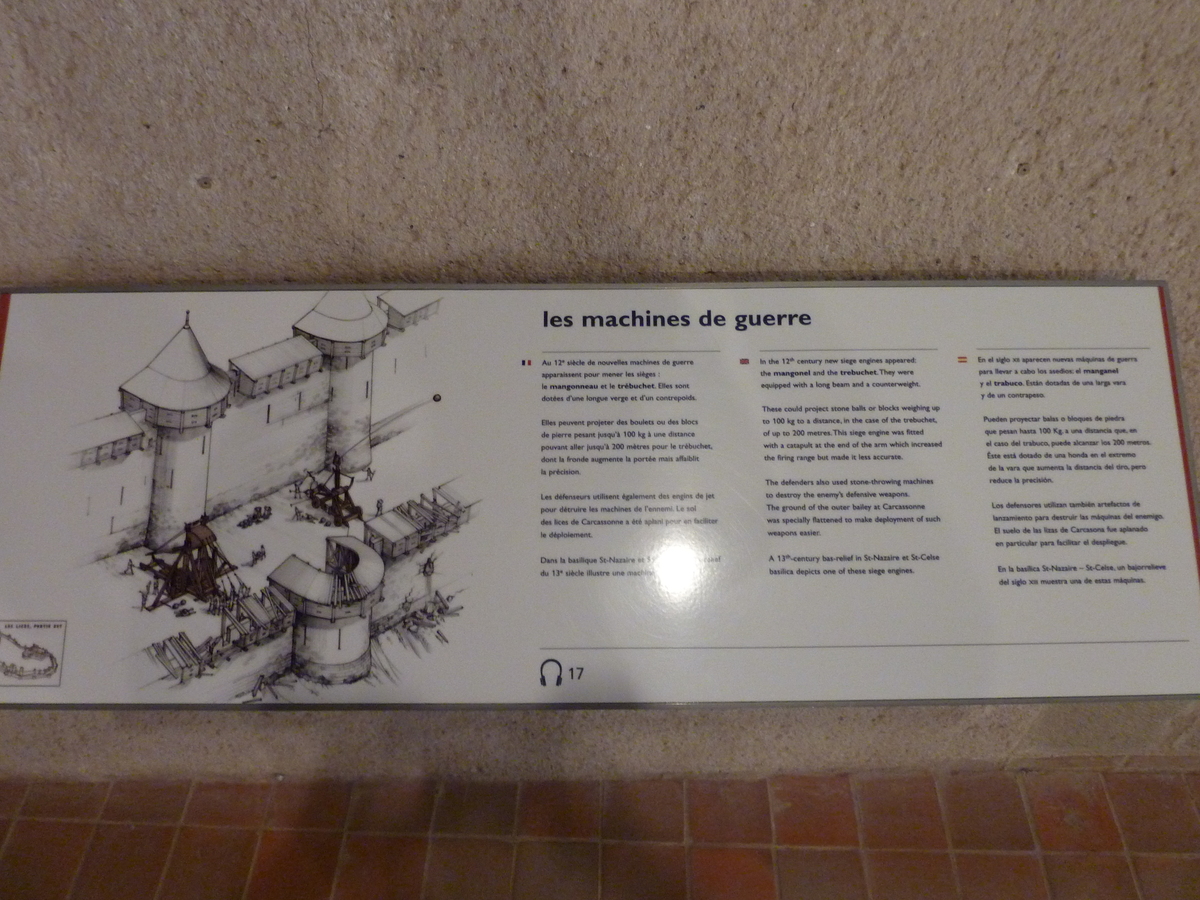 les machines de guerre
Au 12e siècle de nouvelles machines de guerre
apparaissent pour mener les sièges :
le mangonneau et le trébuchet. Elles sont
dotées d'une longue verge et d'un contrepoids.
Elles peuvent projeter des boulets ou des blocs
de pierre pesant jusqu'à 100 kg à une distance
pouvant aller jusqu'à 200 mètres pour le trébuchet,
dont la fronde augmente la portée mais affaiblit
la précision.
Les défenseurs utilisent également des engins de jet
pour détruire les machines de l'ennemi. Le sol
des lices de Carcassonne a été aplani pour en faciliter
le déploiement.
Dans la basilique St-Nazaire et
du 13e siècle illustre une
In the 12th century new siege engines appeared:
the mangonel and the trebuchet. They were
equipped with a long beam and a counterweight.
These could project stone balls or blocks weighing up
to 100 kg to a distance, in the case of the trebuchet,
of up to 200 metres. This siege engine was fitted
with a catapult at the end of the arm which increased
the firing range but made it less accurate.
The defenders also used stone-throwing machines
to destroy the enemy's defensive weapons.
The ground of the outer bailey at Carcassonne
was specially flattened to make deployment of such
weapons easier.
A 13th-century bas-relief in St-Nazaire et St-Celse
basilica depicts one of these siege engines.
En el siglo XII aparecen nuevas máquinas de guerra
para llevar a cabo los asedios: el manganel
y el trabuco. Están dotadas de una larga vara
y de un contrapeso.
Pueden proyectar balas o bloques de piedra
que pesan hasta 100 Kg, a una distancia que, en
el caso del trabuco, puede alcanzar los 200 metros.
Éste está dotado de una honda en el extremo
de la vara que aumenta la distancia del tiro, pero
reduce la precisión.
Los defensores utilizan también artefactos de
lanzamiento para destruir las máquinas del enemigo.
El suelo de las lizas de Carcasona fue aplanado
en particular para facilitar el despliegue.
En la basílica St-Nazaire – St-Celse, un bajorrelieve
del siglo XIII muestra una de estas máquinas.
LES LICES, PARTIE EST
17